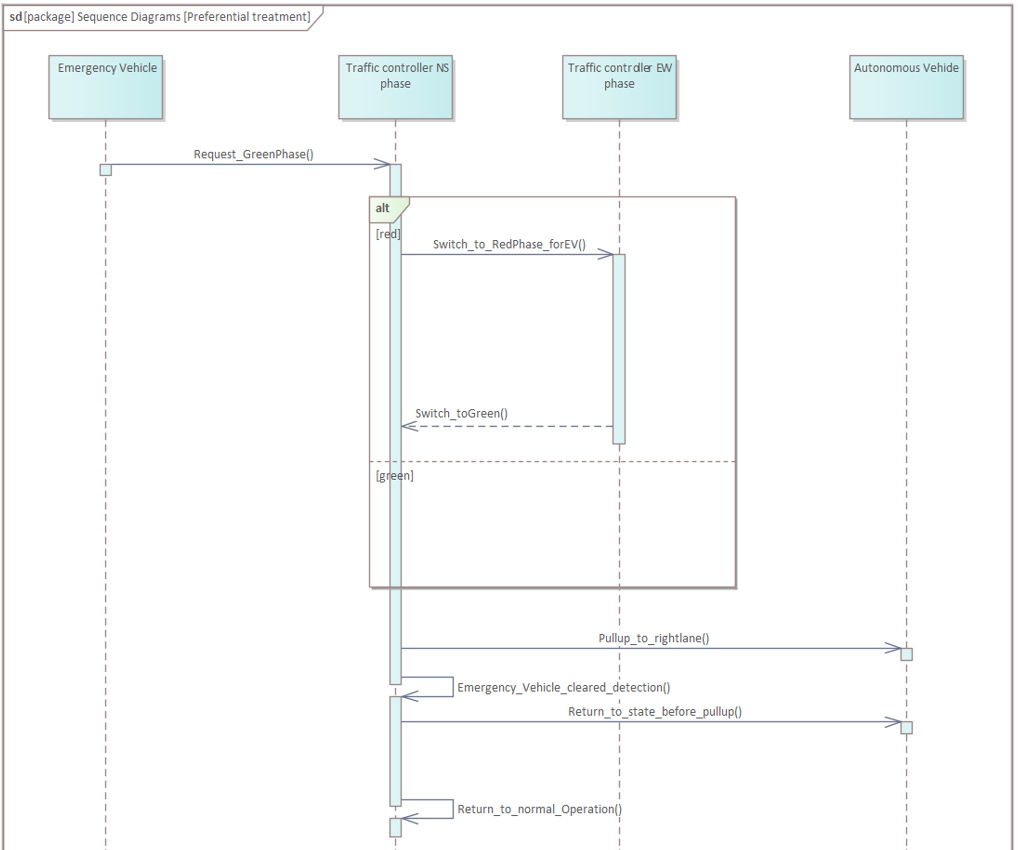 sd [package] Sequence Diagrams [Preferential treatment]
Emergency Vehicle
Traffic controller NS
phase
Traffic controller EW
phase
Autonomous Vehicle
Request_GreenPhase()
alt
[red]
Switch_to_RedPhase_forEV()
Switch_toGreen()
[green]
Pullup_to_rightlane()
Emergency_Vehicle_cleared_detection()
Return_to_state_before_pullup()
Return_to_normal_Operation()